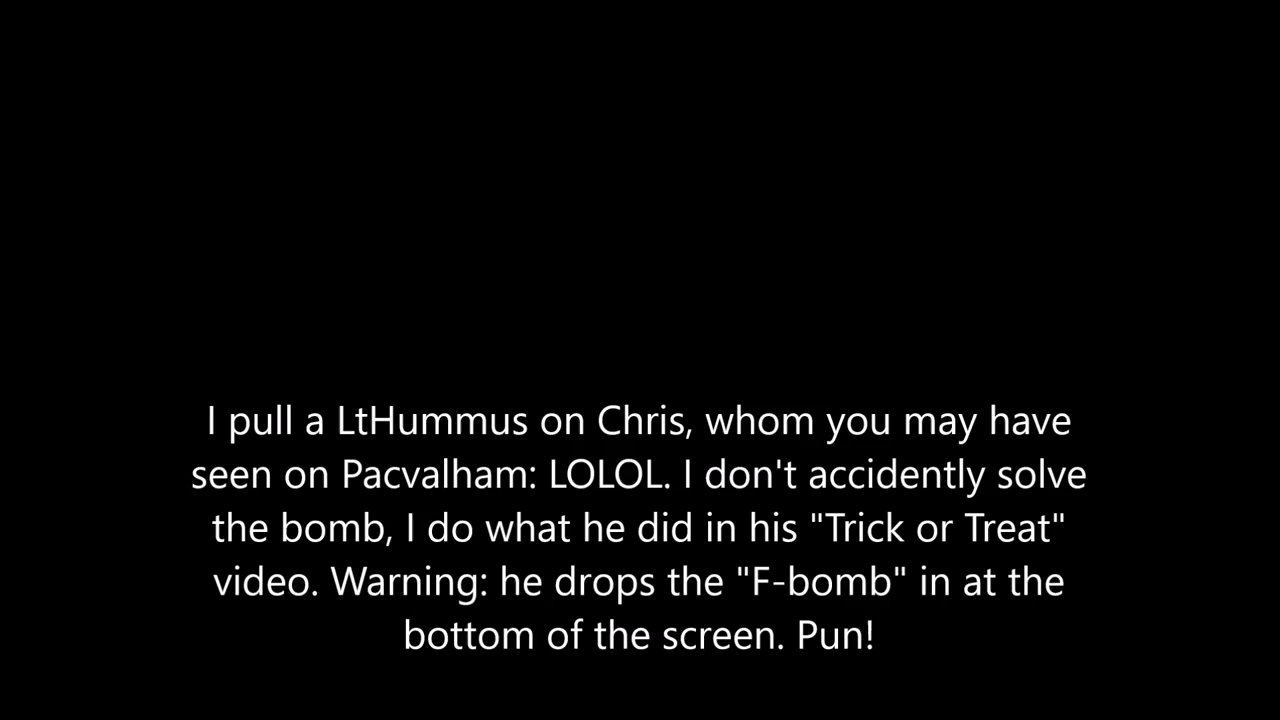 I pull a LtHummus on Chris, whom you may have
seen on Pacvalham: LOLOL. I don't accidently solve
the bomb, I do what he did in his "Trick or Treat"
video. Warning: he drops the "F-bomb" in at the
bottom of the screen. Pun!